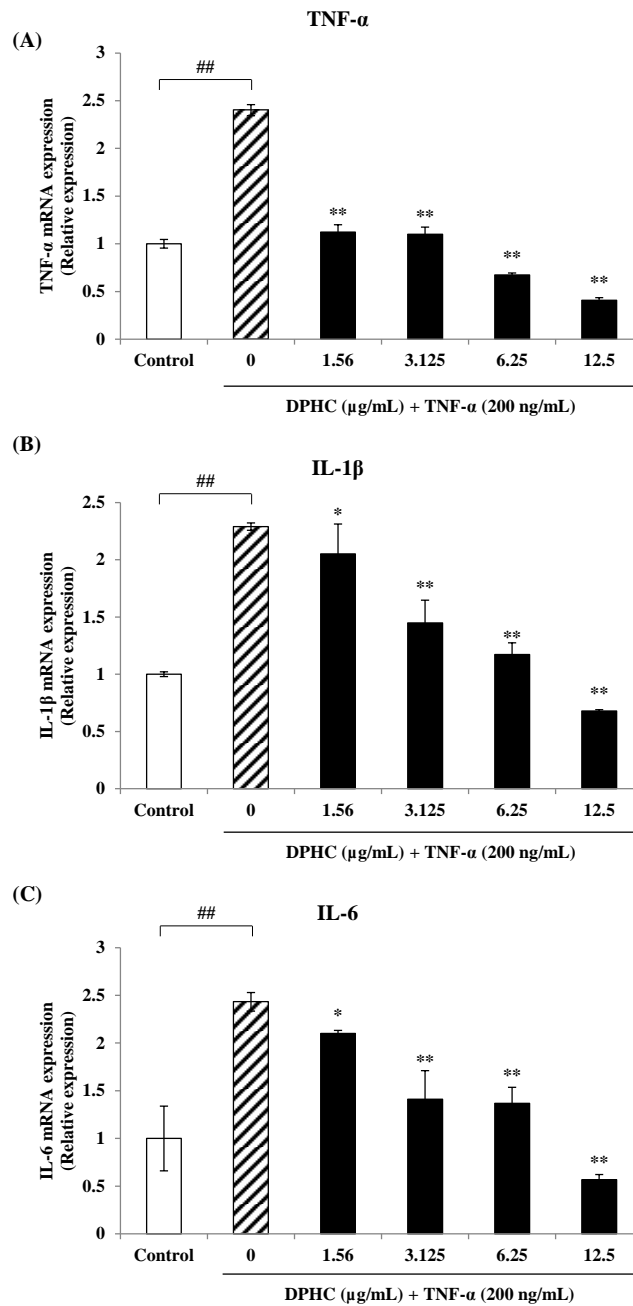 TNF-α
(A)
TNF-α mRNA expression
(Relative expression)
3
2.5
2
1.5
1
0.5
0
##
**
**
**
**
Control
0
1.56
3.125
6.25
12.5
DPHC (µg/mL) + TNF-α (200 ng/mL)
(B)
IL-1β
IL-1β mRNA expression
(Relative expression)
2.5
2
1.5
1
0.5
0
##
*
**
**
**
Control
0
1.56
3.125
6.25
12.5
DPHC (µg/mL) + TNF-α (200 ng/mL)
(C)
IL-6
IL-6 mRNA expression
(Relative expression)
3
2.5
2
1.5
1
0.5
0
##
*
**
**
**
Control
0
1.56
3.125
6.25
12.5
DPHC (µg/mL) + TNF-α (200 ng/mL)